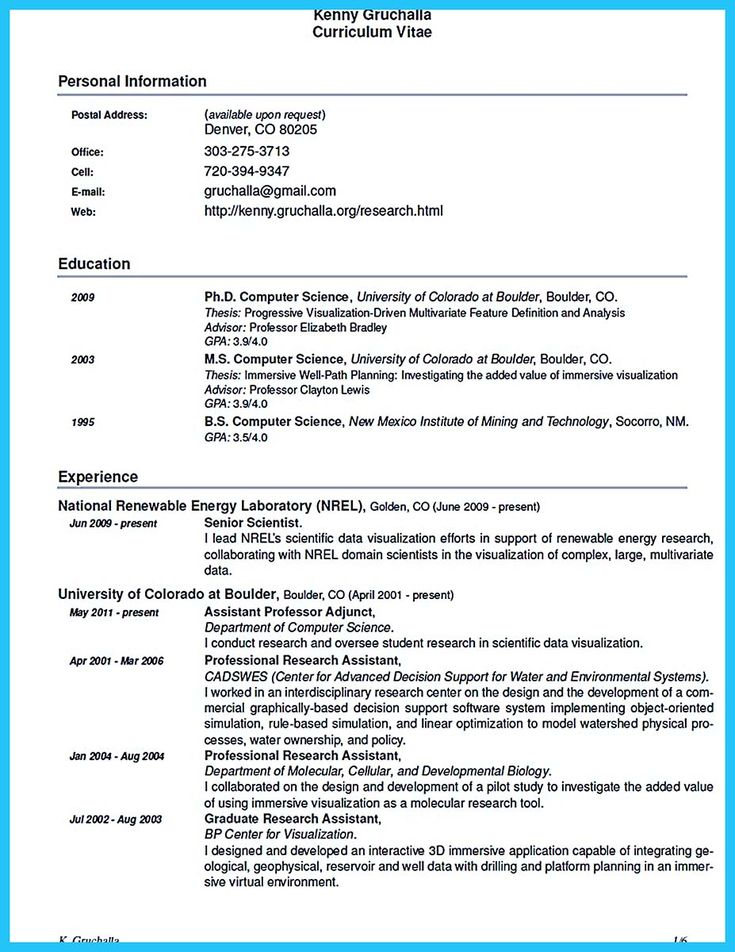 Kenny Gruchalla
Curriculum Vitae
Personal Information
Postal Address: (available upon request)
Denver, CO 80205
Office: 303-275-3713
Cell: 720-394-9347
E-mail: gruchalla@gmail.com
Web: http://kenny.gruchalla.org/research.html
Education
2009 Ph.D. Computer Science, University of Colorado at Boulder, Boulder, CO.
Thesis: Progressive Visualization-Driven Multivariate Feature Definition and Analysis
Advisor: Professor Elizabeth Bradley
GPA: 3.9/4.0
2003 M.S. Computer Science, University of Colorado at Boulder, Boulder, CO.
Thesis: Immersive Well-Path Planning: Investigating the added value of immersive visualization
Advisor: Professor Clayton Lewis
GPA: 3.9/4.0
1995 B.S. Computer Science, New Mexico Institute of Mining and Technology, Socorro, NM.
GPA: 3.5/4.0
Experience
National Renewable Energy Laboratory (NREL), Golden, CO (June 2009 - present)
Jun 2009 - present Senior Scientist.
I lead NREL's scientific data visualization efforts in support of renewable energy research,
collaborating with NREL domain scientists in the visualization of complex, large, multivariate
data.
University of Colorado at Boulder, Boulder, CO (April 2001 - present)
May 2011 - present Assistant Professor Adjunct,
Department of Computer Science.
I conduct research and oversee student research in scientific data visualization.
Apr 2001 - Mar 2006 Professional Research Assistant,
CADSWES (Center for Advanced Decision Support for Water and Environmental Systems).
I worked in an interdisciplinary research center on the design and the development of a com-
mercial graphically-based decision support software system implementing object-oriented
simulation, rule-based simulation, and linear optimization to model watershed physical pro-
cesses, water ownership, and policy.
Jan 2004 - Aug 2004 Professional Research Assistant,
Department of Molecular, Cellular, and Developmental Biology.
I collaborated on the design and development of a pilot study to investigate the added value
of using immersive visualization as a molecular research tool.
Jul 2002 - Aug 2003 Graduate Research Assistant,
BP Center for Visualization.
I designed and developed an interactive 3D immersive application capable of integrating ge-
ological, geophysical, reservoir and well data with drilling and platform planning in an immer-
sive virtual environment.
K. Gruchalla 1/6